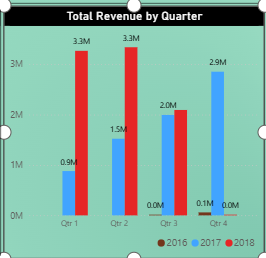 Total Revenue by Quarter
3.3M 3.3M
3M
2.9M
2M
2.0M
1.5M
1M
0.9M
0.0M 0.1M 0.0M
0M
Qtr 1 Qtr 2 Qtr 3 Qtr 4
2016 2017 2018